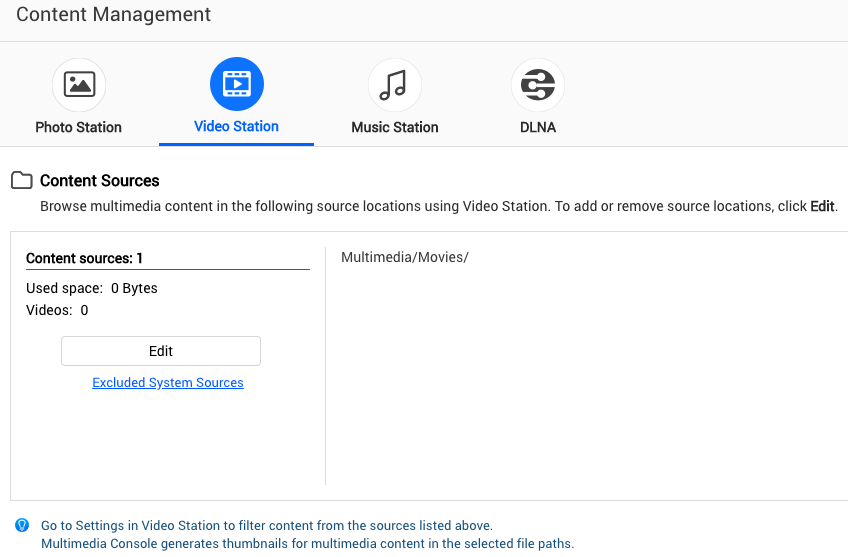 Content Management
Photo Station
Video Station
Music Station
DLNA
Content Sources
Browse multimedia content in the following source locations using Video Station. To add or remove source locations, click Edit.
Content sources: 1
Multimedia/Movies/
Used space: 0 Bytes
Videos: 0
Edit
Excluded System Sources
Go to Settings in Video Station to filter content from the sources listed above.
Multimedia Console generates thumbnails for multimedia content in the selected file paths.